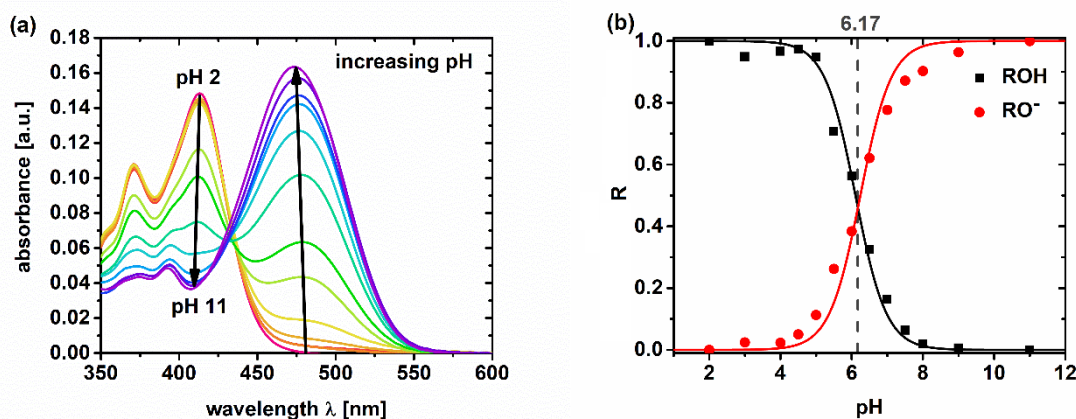 (a)
0.18
0.16
0.14
0.12
0.10
0.08
0.06
0.04
0.02
0.00
absorbance [a.u.]
pH 2
increasing pH
pH 11
350 400 450 500 550 600
wavelength λ [nm]
(b)
6.17
1.0
0.8
0.6
0.4
0.2
0.0
R
ROH
RO⁻
2 4 6 8 10 12
pH